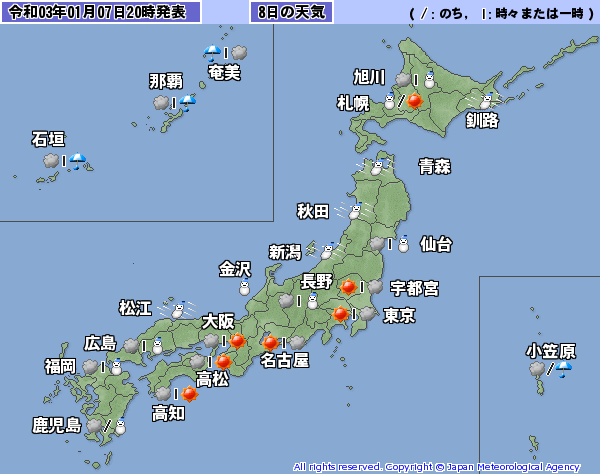 令和03年01月07日20時発表
8日の天気
( / : のち, | : 時々または一時 )
奄美
那覇
石垣
旭川
札幌
釧路
青森
秋田
仙台
新潟
金沢
長野
宇都宮
東京
松江
大阪
広島
名古屋
福岡
高松
高知
鹿児島
小笠原
All rights reserved. Copyright © Japan Meteorological Agency